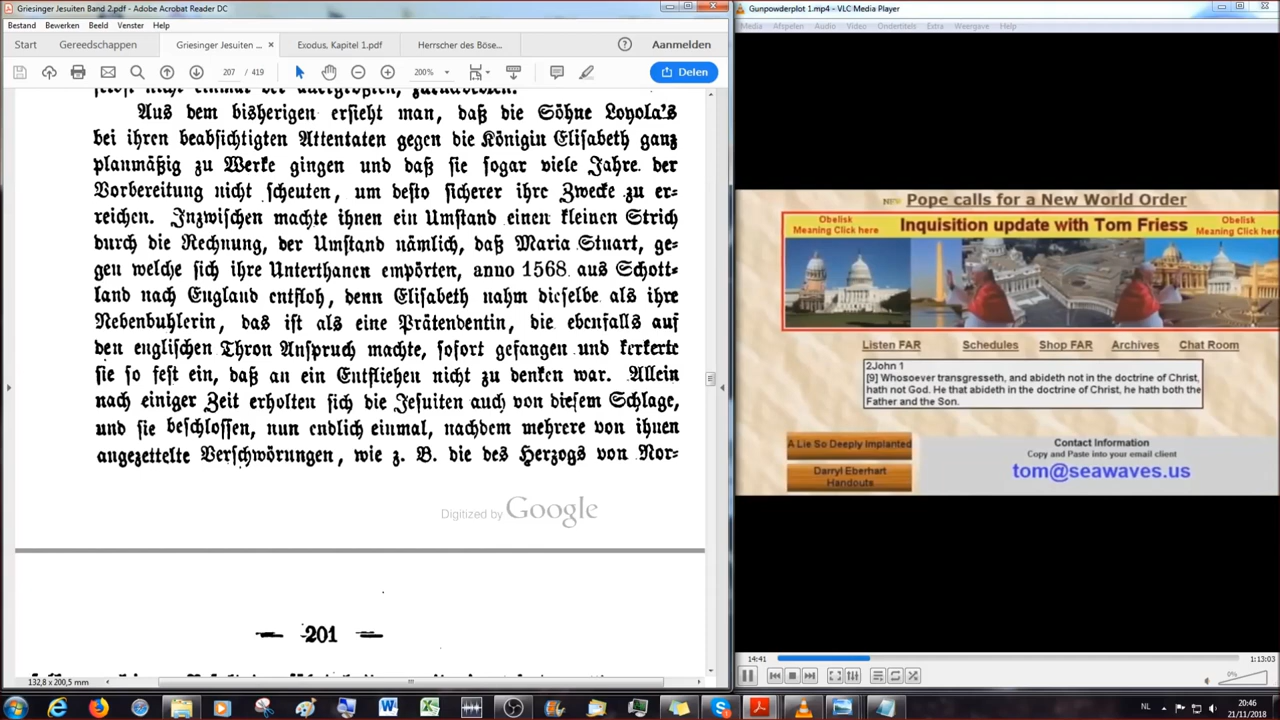 Griesinger Jesuiten Band 2.pdf - Adobe Acrobat Reader DC
Bestand Bewerken Beeld Venster Help
Start Gereedschappen Griesinger Jesuiten ... × Exodus, Kapitel 1.pdf Herrscher des Böse... Aanmelden
207 / 419 200% Delen
Aus dem bisherigen ersieht man, daß die Söhne Loyola's
bei ihren beabsichtigten Attentaten gegen die Königin Elisabeth ganz
planmäßig zu Werke gingen und daß sie sogar viele Jahre der
Vorbereitung nicht scheuten, um desto sicherer ihre Zwecke zu er-
reichen. Inzwischen machte ihnen ein Umstand einen kleinen Strich
durch die Rechnung, der Umstand nämlich, daß Maria Stuart, ge-
gen welche sich ihre Unterthanen empörten, anno 1568 aus Schott-
land nach England entfloh, denn Elisabeth nahm dieselbe als ihre
Nebenbuhlerin, das ist als eine Prätendentin, die ebenfalls auf
den englischen Thron Anspruch machte, sofort gefangen und kerkerte
sie so fest ein, daß an ein Entfliehen nicht zu denken war. Allein
nach einiger Zeit erholten sich die Jesuiten auch von diesem Schlage,
und sie beschlossen, nun endlich einmal, nachdem mehrere von ihnen
angezettelte Verschwörungen, wie z. B. die des Herzogs von Nor-
Digitized by Google
— 201 —
132,8 x 200,5 mm
Gunpowderplot 1.mp4 - VLC Media Player
Media Afspelen Audio Video Ondertitels Extra Weergave Help
NEW Pope calls for a New World Order
Obelisk
Meaning Click here
Inquisition update with Tom Friess
Obelisk
Meaning Click here
Listen FAR Schedules Shop FAR Archives Chat Room
2John 1
[9] Whosoever transgresseth, and abideth not in the doctrine of Christ,
hath not God. He that abideth in the doctrine of Christ, he hath both the
Father and the Son.
A Lie So Deeply Implanted
Darryl Eberhart
Handouts
Contact Information
Copy and Paste into your email client
tom@seawaves.us
14:41 1:13:03
0%
NL 20:46
21/11/2018